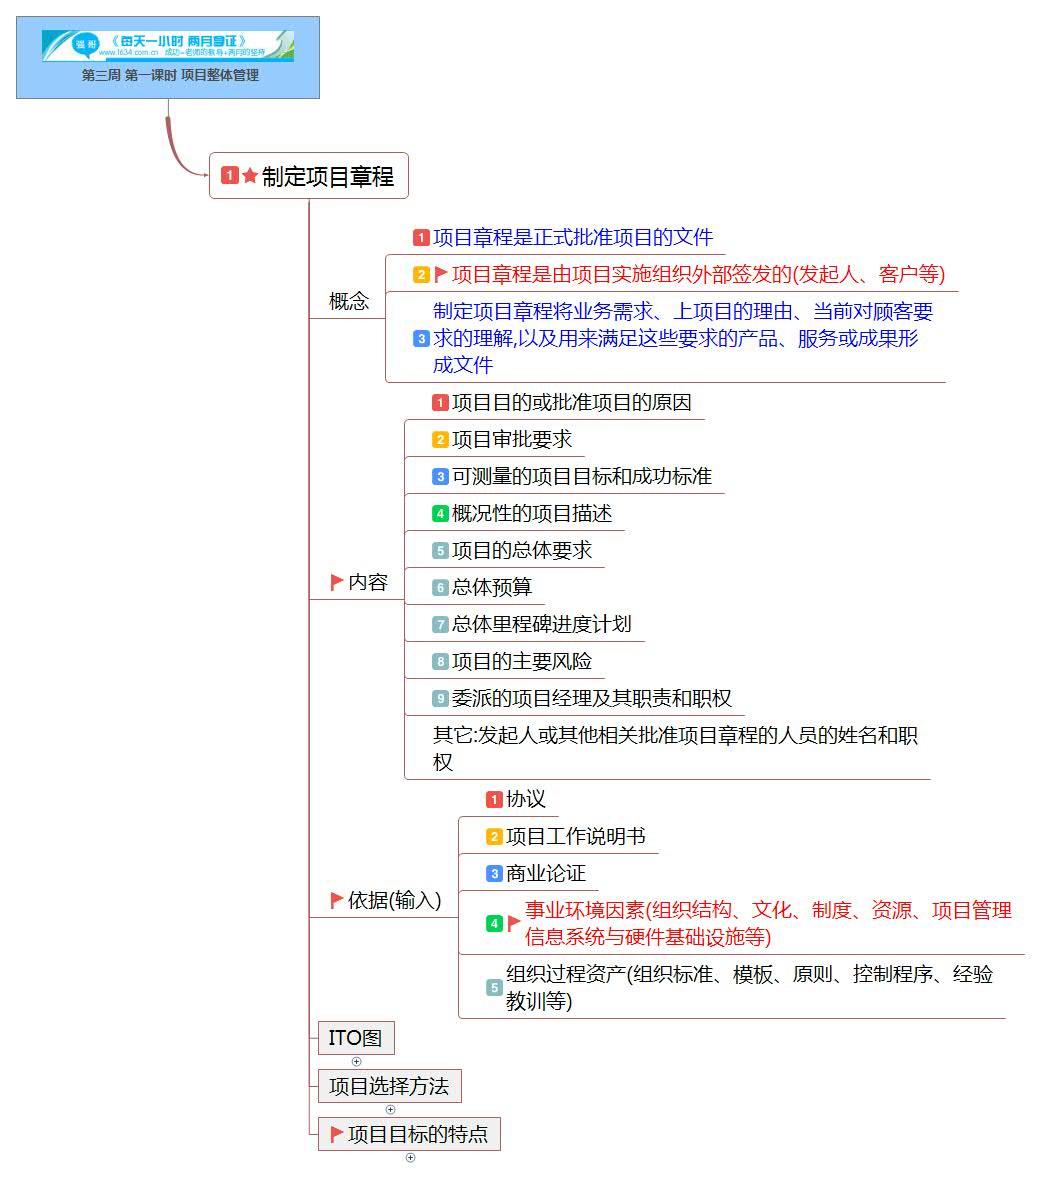 强哥
《每天一小时 两月拿证》
www.1634.com.cn 成功=老师的教导+两月的坚持
第三周 第一课时 项目整体管理
1 制定项目章程
概念
1 项目章程是正式批准项目的文件
2 项目章程是由项目实施组织外部签发的(发起人、客户等)
3 制定项目章程将业务需求、上项目的理由、当前对顾客要
求的理解,以及用来满足这些要求的产品、服务或成果形
成文件
内容
1 项目目的或批准项目的原因
2 项目审批要求
3 可测量的项目目标和成功标准
4 概况性的项目描述
5 项目的总体要求
6 总体预算
7 总体里程碑进度计划
8 项目的主要风险
9 委派的项目经理及其职责和职权
其它:发起人或其他相关批准项目章程的人员的姓名和职
权
依据(输入)
1 协议
2 项目工作说明书
3 商业论证
4 事业环境因素(组织结构、文化、制度、资源、项目管理
信息系统与硬件基础设施等)
5 组织过程资产(组织标准、模板、原则、控制程序、经验
教训等)
ITO图
项目选择方法
项目目标的特点